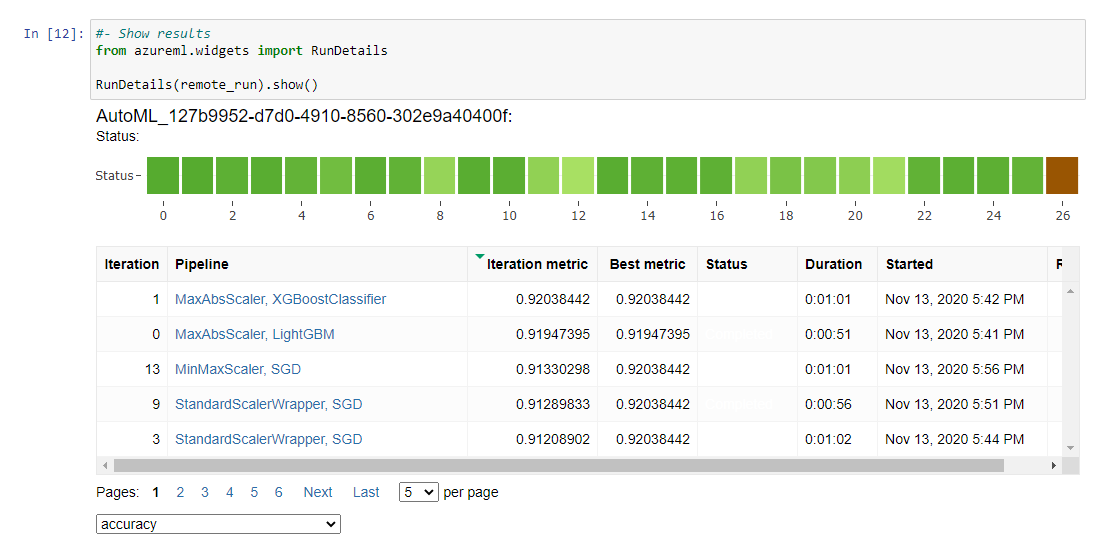 In [12]:
#- Show results
from azureml.widgets import RunDetails
RunDetails(remote_run).show()
AutoML_127b9952-d7d0-4910-8560-302e9a40400f:
Status:
Status
0 2 4 6 8 10 12 14 16 18 20 22 24 26
Iteration Pipeline Iteration metric Best metric Status Duration Started R
1 MaxAbsScaler, XGBoostClassifier 0.92038442 0.92038442 0:01:01 Nov 13, 2020 5:42 PM
0 MaxAbsScaler, LightGBM 0.91947395 0.91947395 0:00:51 Nov 13, 2020 5:41 PM
13 MinMaxScaler, SGD 0.91330298 0.92038442 0:01:01 Nov 13, 2020 5:56 PM
9 StandardScalerWrapper, SGD 0.91289833 0.92038442 0:00:56 Nov 13, 2020 5:51 PM
3 StandardScalerWrapper, SGD 0.91208902 0.92038442 0:01:02 Nov 13, 2020 5:44 PM
Pages: 1 2 3 4 5 6 Next Last 5 per page
accuracy